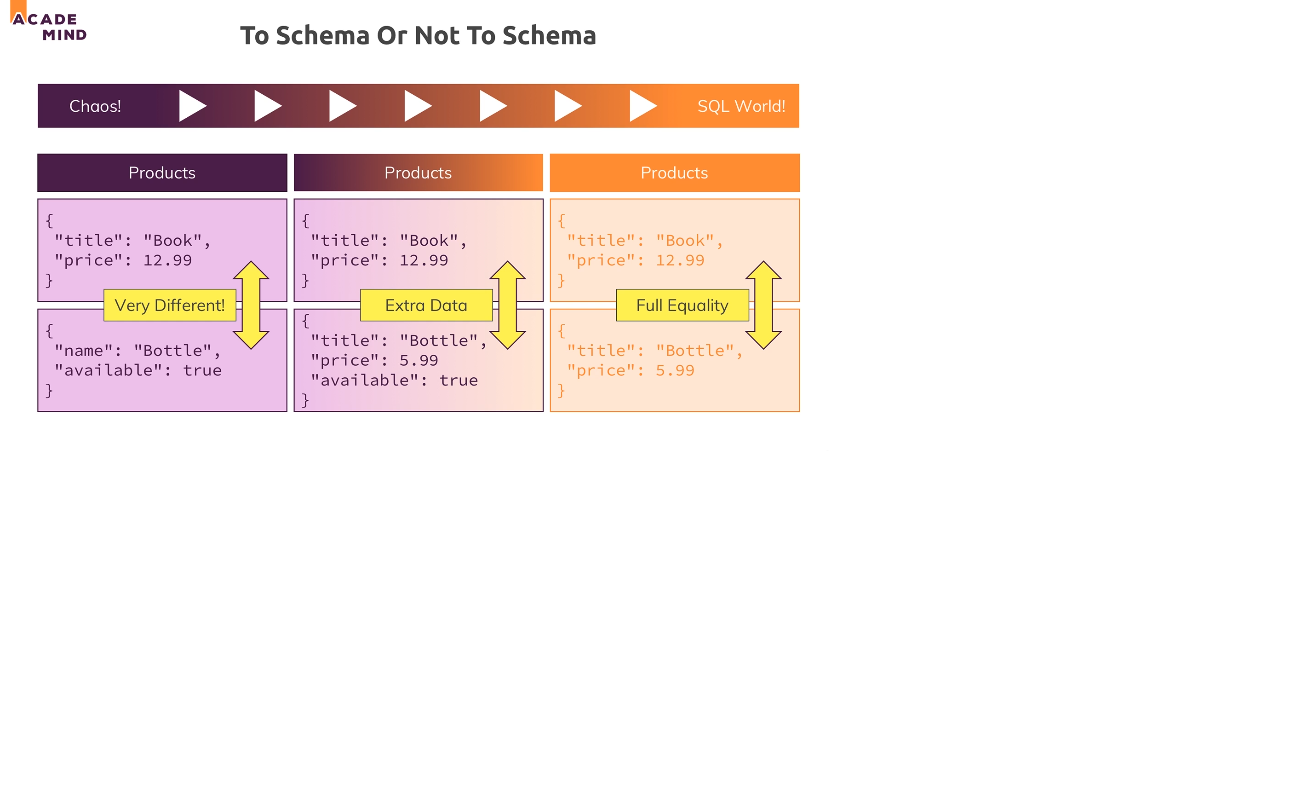 ACADE
MIND
To Schema Or Not To Schema
Chaos!
SQL World!
Products
{
"title": "Book",
"price": 12.99
}
Very Different!
{
"name": "Bottle",
"available": true
}
Products
{
"title": "Book",
"price": 12.99
}
Extra Data
{
"title": "Bottle",
"price": 5.99
"available": true
}
Products
{
"title": "Book",
"price": 12.99
}
Full Equality
{
"title": "Bottle",
"price": 5.99
}